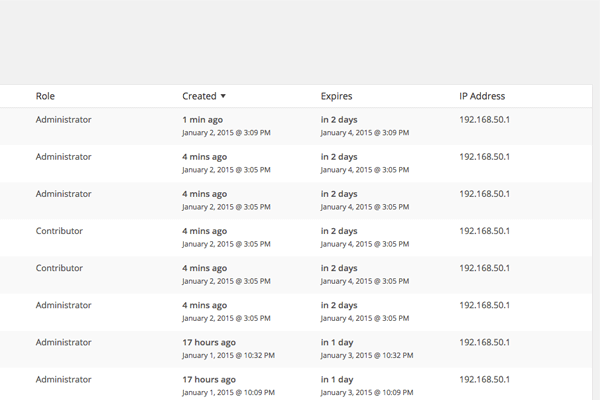 Role Created ▼ Expires IP Address
Administrator 1 min ago in 2 days 192.168.50.1
January 2, 2015 @ 3:09 PM January 4, 2015 @ 3:09 PM
Administrator 4 mins ago in 2 days 192.168.50.1
January 2, 2015 @ 3:05 PM January 4, 2015 @ 3:05 PM
Administrator 4 mins ago in 2 days 192.168.50.1
January 2, 2015 @ 3:05 PM January 4, 2015 @ 3:05 PM
Contributor 4 mins ago in 2 days 192.168.50.1
January 2, 2015 @ 3:05 PM January 4, 2015 @ 3:05 PM
Contributor 4 mins ago in 2 days 192.168.50.1
January 2, 2015 @ 3:05 PM January 4, 2015 @ 3:05 PM
Administrator 4 mins ago in 2 days 192.168.50.1
January 2, 2015 @ 3:05 PM January 4, 2015 @ 3:05 PM
Administrator 17 hours ago in 1 day 192.168.50.1
January 1, 2015 @ 10:32 PM January 3, 2015 @ 10:32 PM
Administrator 17 hours ago in 1 day 192.168.50.1
January 1, 2015 @ 10:09 PM January 3, 2015 @ 10:09 PM